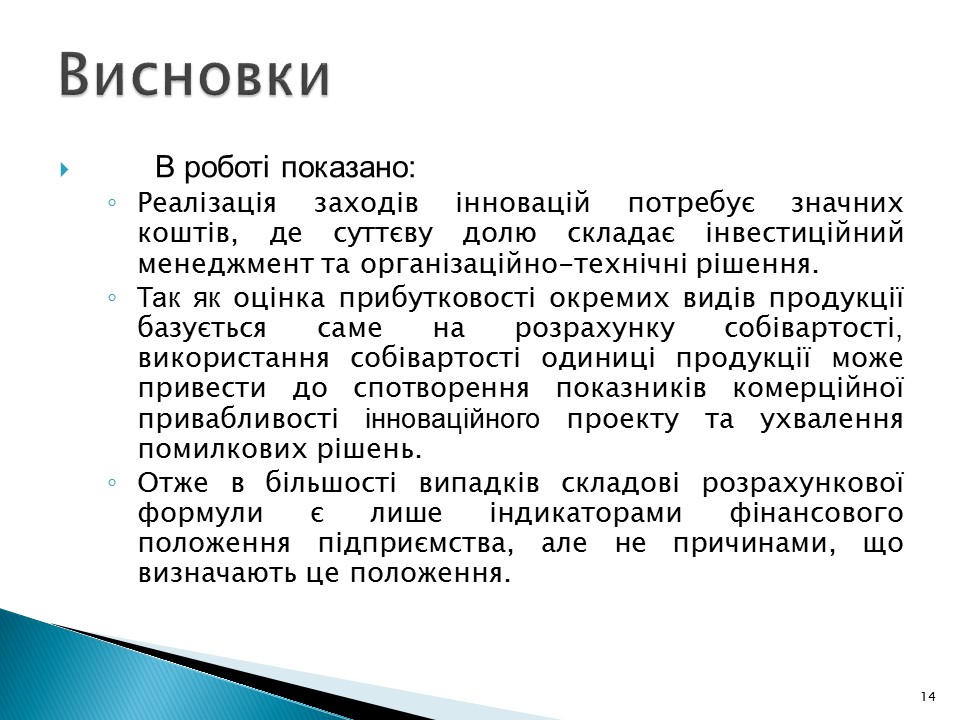 Висновки
В роботі показано:
Реалізація заходів інновацій потребує значних
коштів, де суттєву долю складає інвестиційний
менеджмент та організаційно-технічні рішення.
Так як оцінка прибутковості окремих видів продукції
базується саме на розрахунку собівартості,
використання собівартості одиниці продукції може
привести до спотворення показників комерційної
привабливості інноваційного проекту та ухвалення
помилкових рішень.
Отже в більшості випадків складові розрахункової
формули є лише індикаторами фінансового
положення підприємства, але не причинами, що
визначають це положення.
14